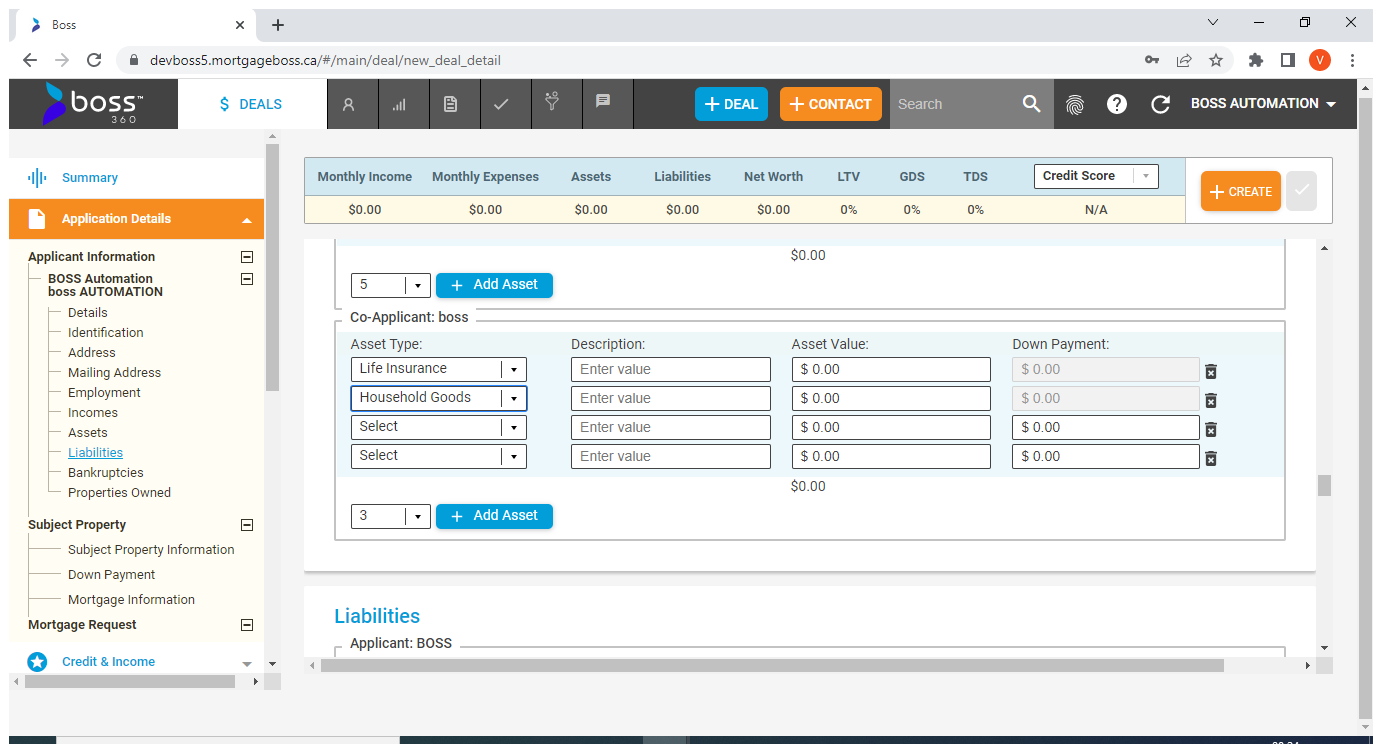 Boss
devboss5.mortgageboss.ca/#/main/deal/new_deal_detail
V
boss™
360
$ DEALS
+ DEAL
+ CONTACT
Search
BOSS AUTOMATION
Summary
Application Details
Applicant Information
BOSS Automation
boss AUTOMATION
Details
Identification
Address
Mailing Address
Employment
Incomes
Assets
Liabilities
Bankruptcies
Properties Owned
Subject Property
Subject Property Information
Down Payment
Mortgage Information
Mortgage Request
Credit & Income
Monthly Income Monthly Expenses Assets Liabilities Net Worth LTV GDS TDS Credit Score
$0.00 $0.00 $0.00 $0.00 $0.00 0% 0% 0% N/A
+ CREATE
$0.00
5 + Add Asset
Co-Applicant: boss
Asset Type: Description: Asset Value: Down Payment:
Life Insurance Enter value $ 0.00 $ 0.00
Household Goods Enter value $ 0.00 $ 0.00
Select Enter value $ 0.00 $ 0.00
Select Enter value $ 0.00 $ 0.00
$0.00
3 + Add Asset
Liabilities
Applicant: BOSS